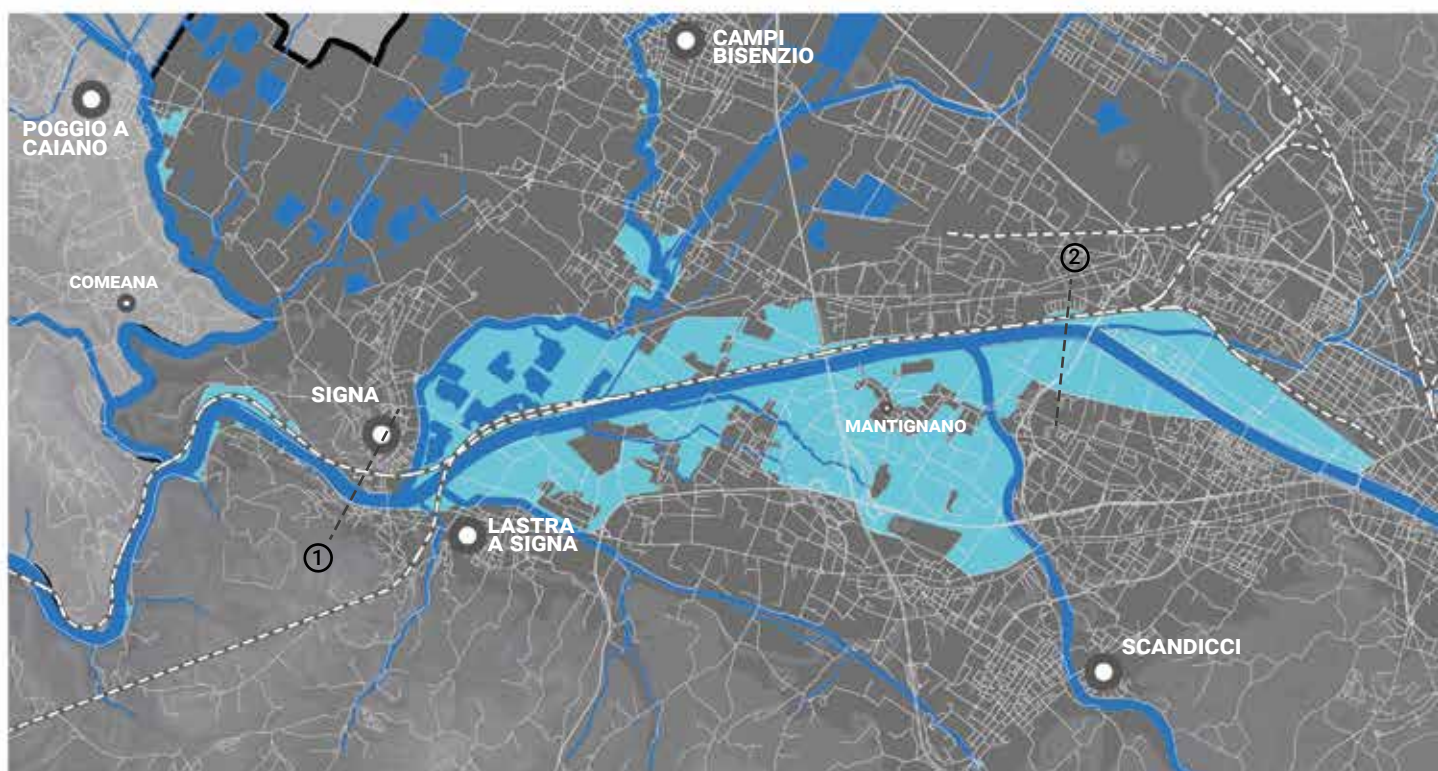 CAMPI
BISENZIO
POGGIO A
CAIANO
2
COMEANA
SIGNA
MANTIGNANO
LASTRA
A SIGNA
1
SCANDICCI